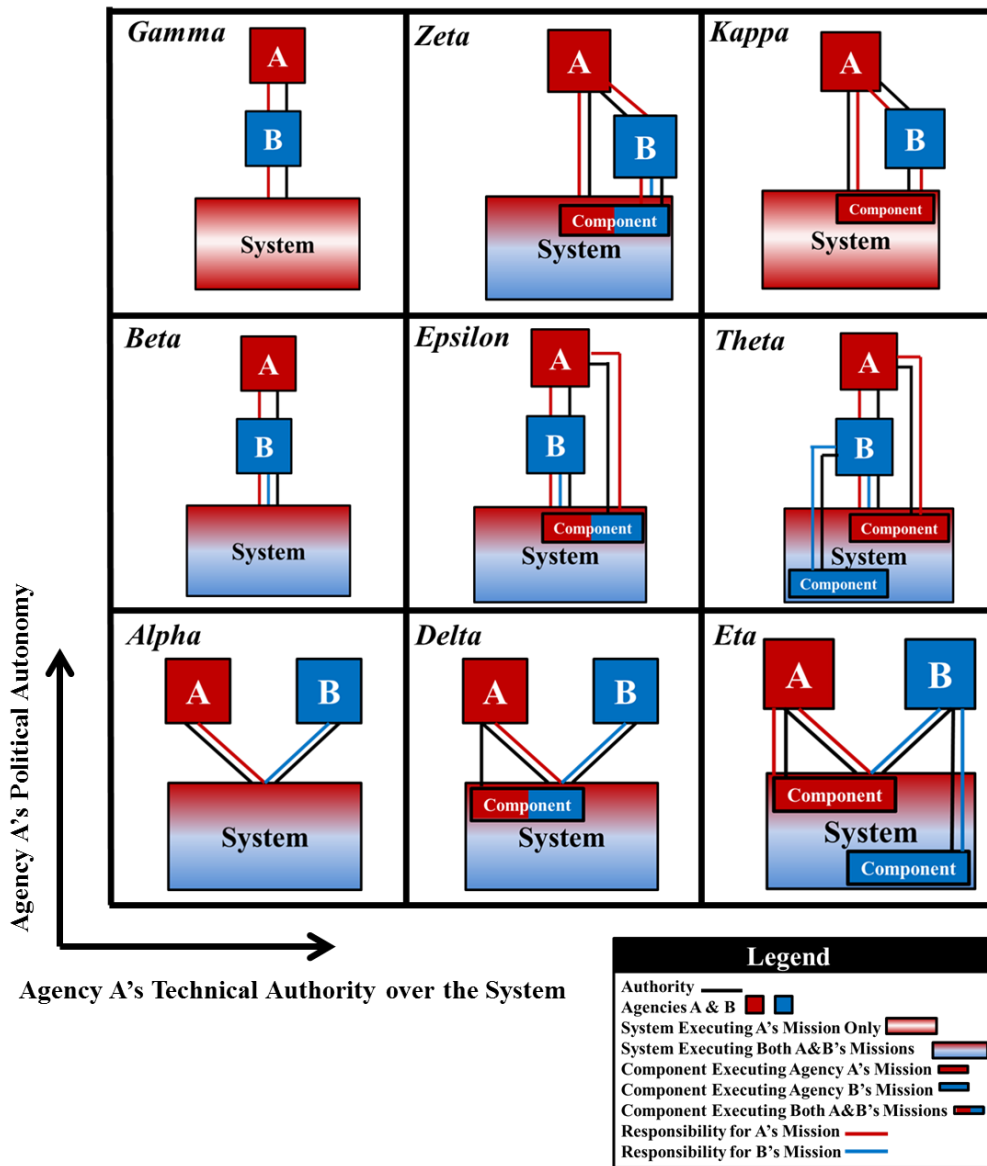 Gamma
A
B
System
Zeta
A
B
Component
System
Kappa
A
B
Component
System
Beta
A
B
System
Epsilon
A
B
Component
System
Theta
A
B
Component
System
Component
Alpha
A
B
System
Delta
A
B
Component
System
Eta
A
B
Component
System
Component
Agency A's Political Autonomy
Agency A's Technical Authority over the System
Legend
Authority
Agencies A & B
System Executing A's Mission Only
System Executing Both A&B's Missions
Component Executing Agency A's Mission
Component Executing Agency B's Mission
Component Executing Both A&B's Missions
Responsibility for A's Mission
Responsibility for B's Mission